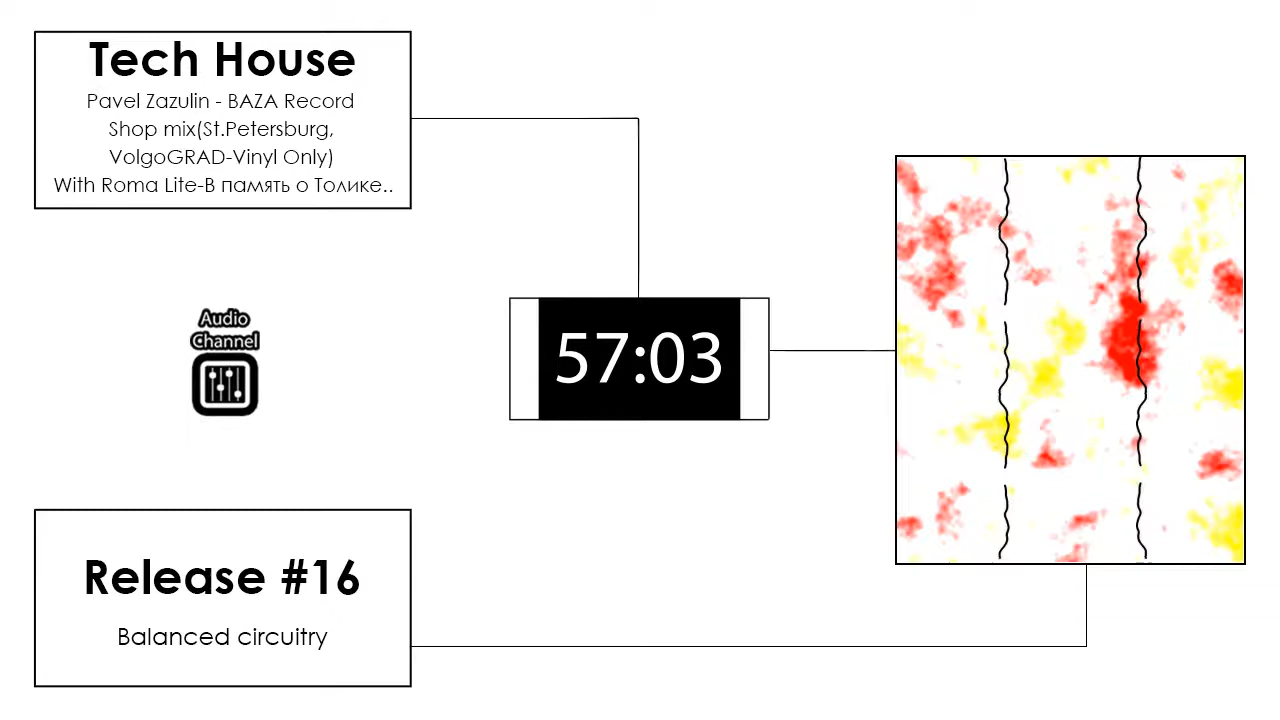 Tech House
Pavel Zazulin - BAZA Record
Shop mix(St.Petersburg,
VolgoGRAD-Vinyl Only)
With Roma Lite-В память о Толике..
Audio
Channel
57:03
Release #16
Balanced circuitry